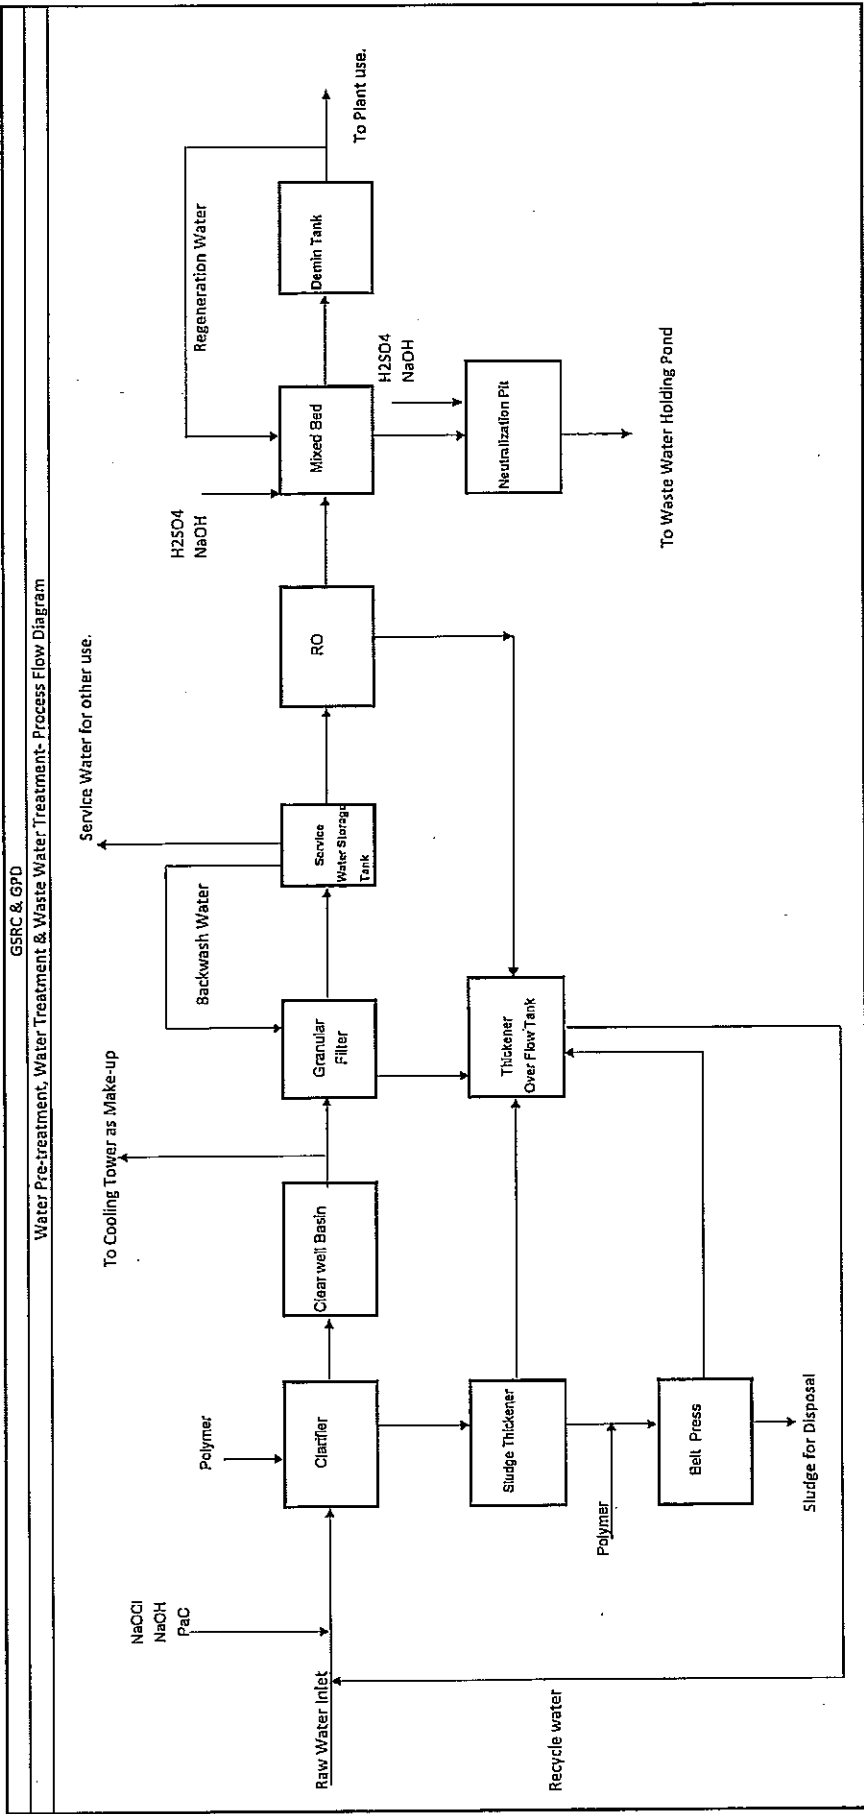 GSRC & GPD
Water Pre-treatment, Water Treatment & Waste Water Treatment- Process Flow Diagram
NaOCl
NaOH
PaC
Raw Water Inlet
Recycle water
Polymer
Clarifier
Sludge Thickener
Polymer
Belt Press
Sludge for Disposal
Clear well Basin
To Cooling Tower as Make-up
Granular
Filter
Backwash Water
Thickener
Over Flow Tank
Service
Water Storage
Tank
Service Water for other use.
RO
H2SO4
NaOH
Mixed Bed
H2SO4
NaOH
Neutralization Pit
To Waste Water Holding Pond
Regeneration Water
Demin Tank
To Plant use.